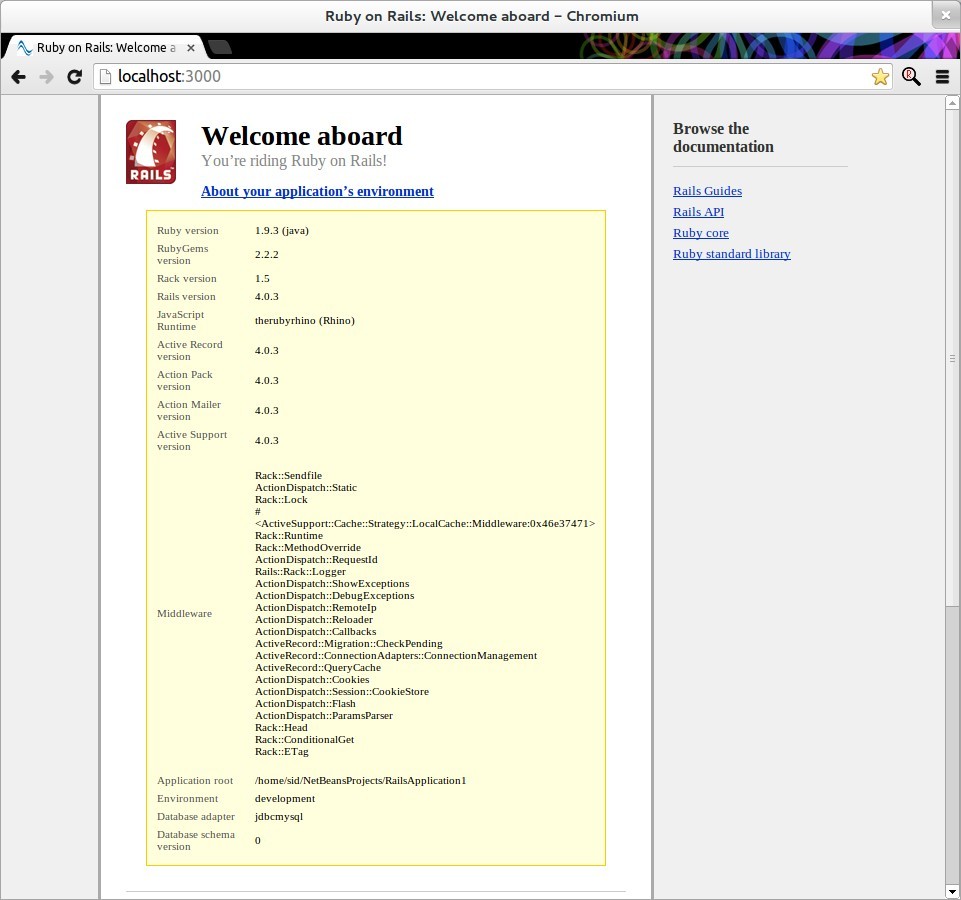 Ruby on Rails: Welcome aboard - Chromium
Ruby on Rails: Welcome a
localhost:3000
RAILS
Welcome aboard
You’re riding Ruby on Rails!
About your application’s environment
Ruby version 1.9.3 (java)
RubyGems
version 2.2.2
Rack version 1.5
Rails version 4.0.3
JavaScript
Runtime therubyrhino (Rhino)
Active Record
version 4.0.3
Action Pack
version 4.0.3
Action Mailer
version 4.0.3
Active Support
version 4.0.3
Middleware
Rack::Sendfile
ActionDispatch::Static
Rack::Lock
#
<ActiveSupport::Cache::Strategy::LocalCache::Middleware:0x46e37471>
Rack::Runtime
Rack::MethodOverride
ActionDispatch::RequestId
Rails::Rack::Logger
ActionDispatch::ShowExceptions
ActionDispatch::DebugExceptions
ActionDispatch::RemoteIp
ActionDispatch::Reloader
ActionDispatch::Callbacks
ActiveRecord::Migration::CheckPending
ActiveRecord::ConnectionAdapters::ConnectionManagement
ActiveRecord::QueryCache
ActionDispatch::Cookies
ActionDispatch::Session::CookieStore
ActionDispatch::Flash
ActionDispatch::ParamsParser
Rack::Head
Rack::ConditionalGet
Rack::ETag
Application root /home/sid/NetBeansProjects/RailsApplication1
Environment development
Database adapter jdbcmysql
Database schema
version 0
Browse the
documentation
Rails Guides
Rails API
Ruby core
Ruby standard library